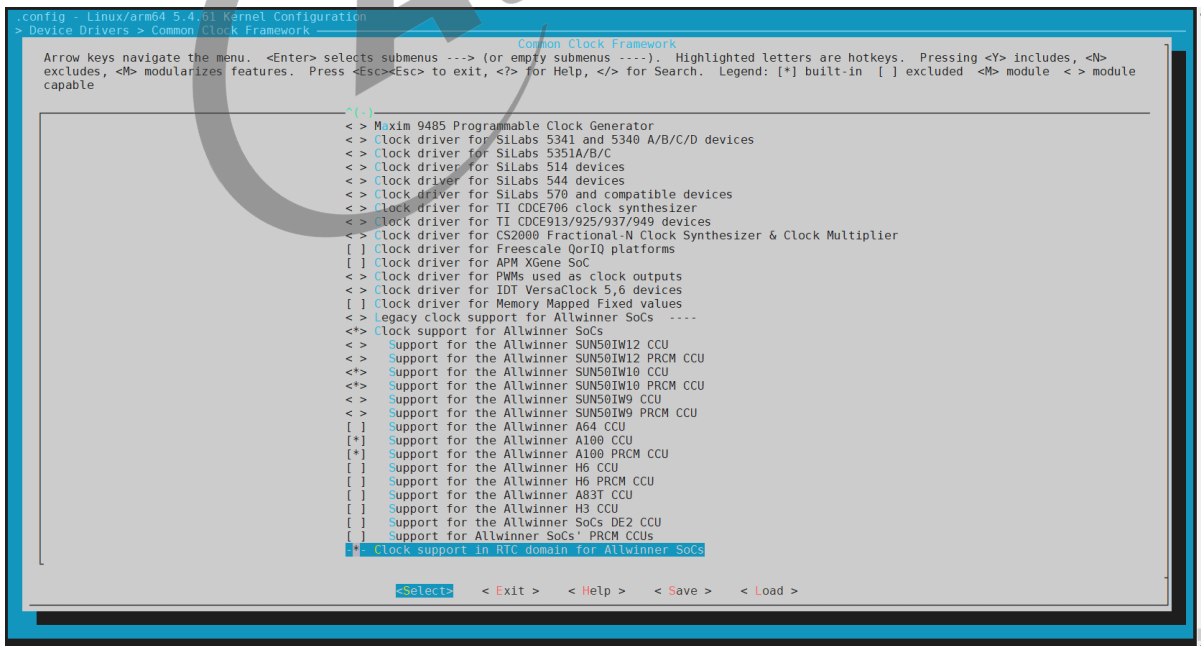 .config - Linux/arm64 5.4.61 Kernel Configuration
> Device Drivers > Common Clock Framework
Common Clock Framework
Arrow keys navigate the menu.  <Enter> selects submenus ---> (or empty submenus ----).  Highlighted letters are hotkeys.  Pressing <Y> includes, <N>
excludes, <M> modularizes features.  Press <Esc><Esc> to exit, <?> for Help, </> for Search.  Legend: [*] built-in  [ ] excluded  <M> module  < > module
capable
^(-)
< > Maxim 9485 Programmable Clock Generator
< > Clock driver for SiLabs 5341 and 5340 A/B/C/D devices
< > Clock driver for SiLabs 5351A/B/C
< > Clock driver for SiLabs 514 devices
< > Clock driver for SiLabs 544 devices
< > Clock driver for SiLabs 570 and compatible devices
< > Clock driver for TI CDCE706 clock synthesizer
< > Clock driver for TI CDCE913/925/937/949 devices
< > Clock driver for CS2000 Fractional-N Clock Synthesizer & Clock Multiplier
[ ] Clock driver for Freescale QorIQ platforms
[ ] Clock driver for APM XGene SoC
< > Clock driver for PWMs used as clock outputs
< > Clock driver for IDT VersaClock 5,6 devices
[ ] Clock driver for Memory Mapped Fixed values
< > Legacy clock support for Allwinner SoCs  ----
<*> Clock support for Allwinner SoCs
< >   Support for the Allwinner SUN50IW12 CCU
< >   Support for the Allwinner SUN50IW12 PRCM CCU
<*>   Support for the Allwinner SUN50IW10 CCU
<*>   Support for the Allwinner SUN50IW10 PRCM CCU
< >   Support for the Allwinner SUN50IW9 CCU
< >   Support for the Allwinner SUN50IW9 PRCM CCU
[ ]   Support for the Allwinner A64 CCU
[*]   Support for the Allwinner A100 CCU
[*]   Support for the Allwinner A100 PRCM CCU
[ ]   Support for the Allwinner H6 CCU
[ ]   Support for the Allwinner H6 PRCM CCU
[ ]   Support for the Allwinner A83T CCU
[ ]   Support for the Allwinner H3 CCU
[ ]   Support for the Allwinner SoCs DE2 CCU
[ ]   Support for Allwinner SoCs' PRCM CCUs
-*- Clock support in RTC domain for Allwinner SoCs
<Select>    < Exit >    < Help >    < Save >    < Load >